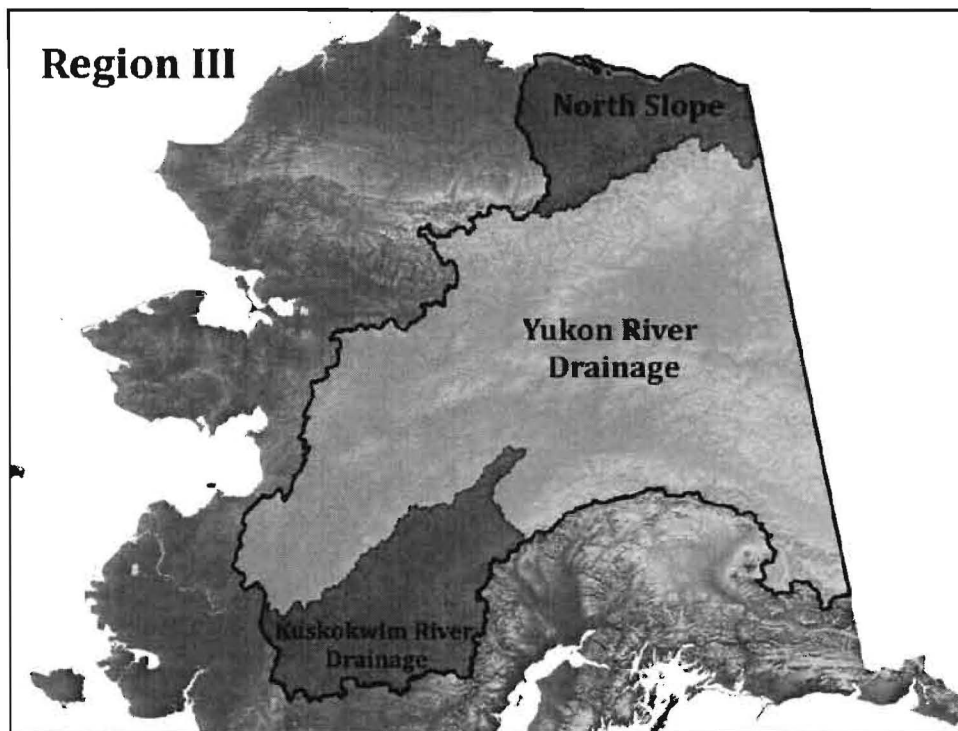 Region III
North Slope
Yukon River
Drainage
Kuskokwim River
Drainage